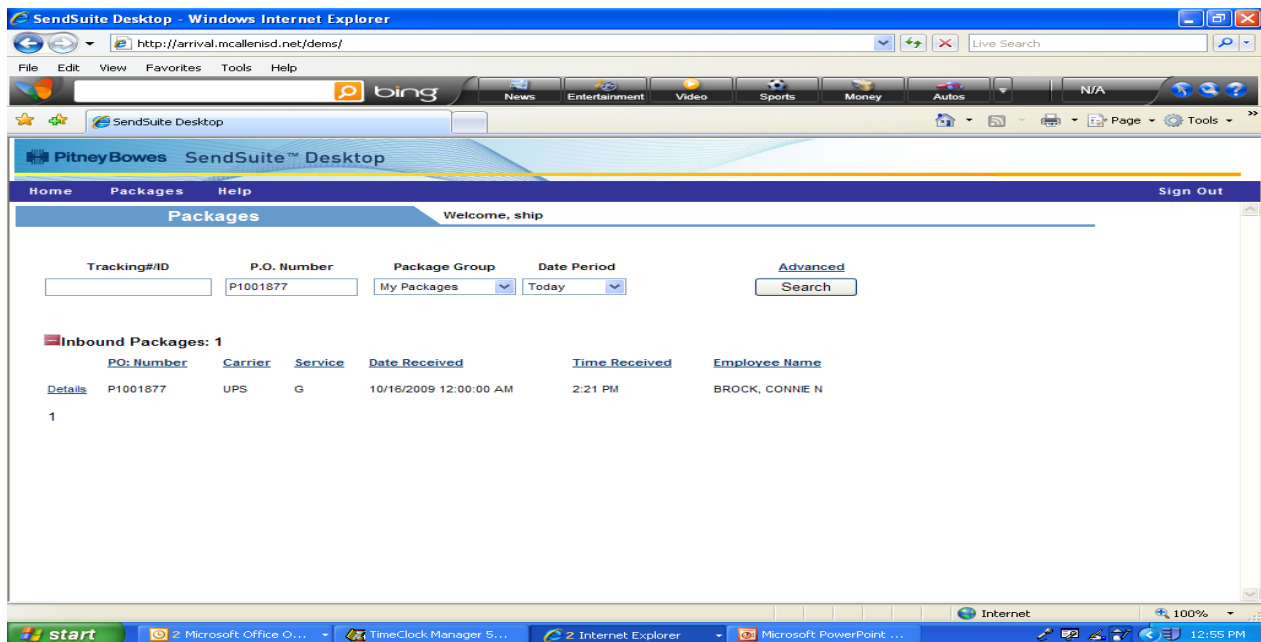 SendSuite Desktop - Windows Internet Explorer
http://arrival.mcallenisd.net/dems/
Live Search
File Edit View Favorites Tools Help
bing News Entertainment Video Sports Money Autos N/A
SendSuite Desktop Page Tools »
Pitney Bowes SendSuite™ Desktop
Home Packages Help Sign Out
Packages Welcome, ship
Tracking#/ID P.O. Number Package Group Date Period Advanced
P1001877 My Packages Today Search
Inbound Packages: 1
PO: Number Carrier Service Date Received Time Received Employee Name
Details P1001877 UPS G 10/16/2009 12:00:00 AM 2:21 PM BROCK, CONNIE N
1
Internet 100%
start 2 Microsoft Office O... TimeClock Manager 5... 2 Internet Explorer Microsoft PowerPoint ... 12:55 PM